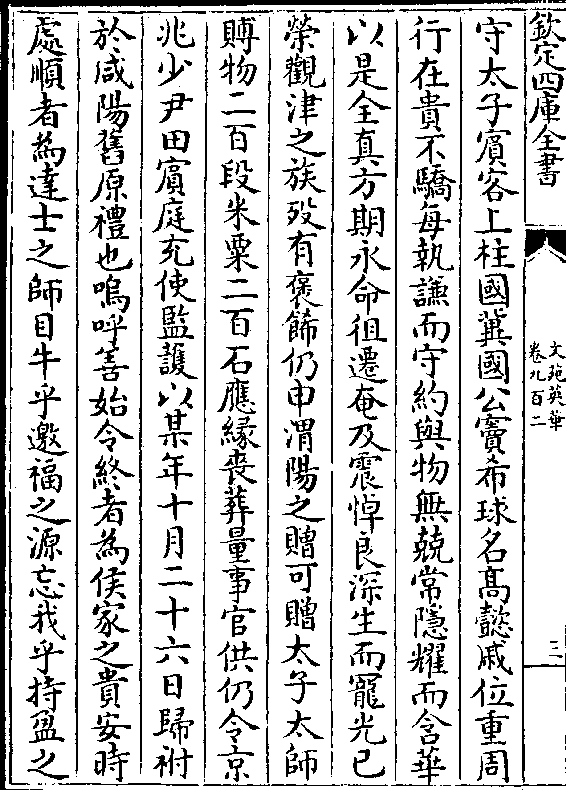 欽定四庫全書
文苑英華
卷九百二
三
守太子賓客上柱國冀國公竇希球名髙懿戚位重周
行在貴不驕每執謙而守約與物無兢常隱耀而含華
以是全真方期永命徂遷奄及震悼良深生而寵光已
榮觀津之族歿有褒飾仍申渭陽之贈可贈太子太師
賻物二百段米粟二百石應緣喪葬量事官供仍令京
兆少尹田賓庭充使監護以某年十月二十六日歸祔
於咸陽舊原禮也嗚呼善始令終者為侯家之貴安時
處順者為達士之師目牛乎邀福之源忘我乎持盈之